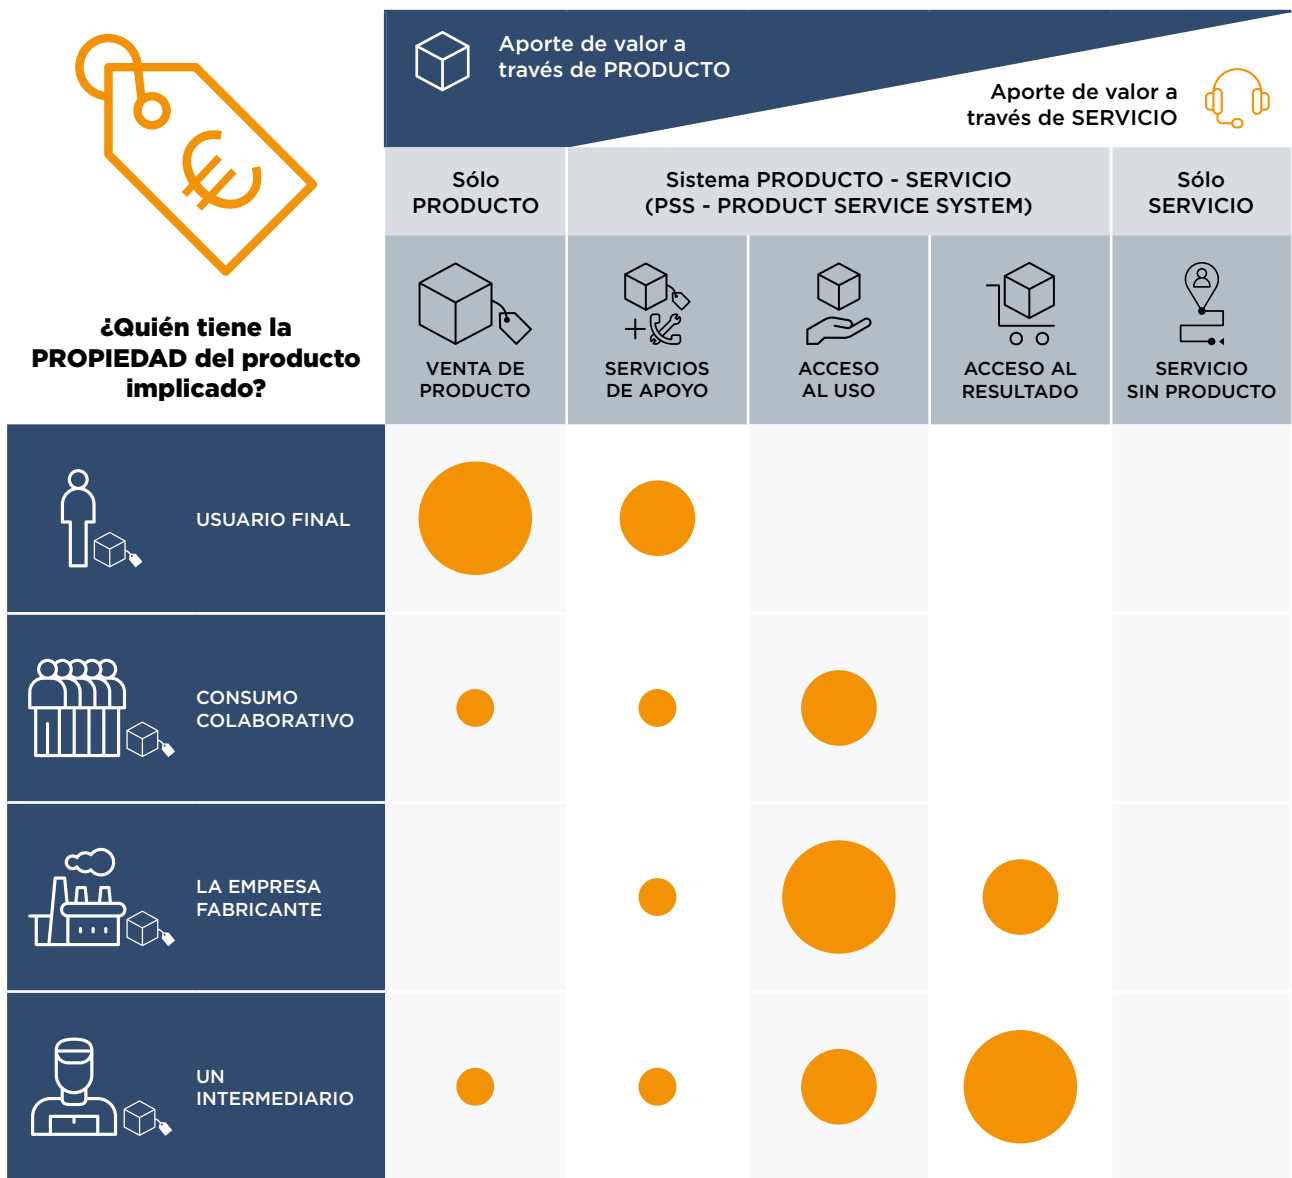 Aporte de valor a
través de PRODUCTO
Aporte de valor a
través de SERVICIO
Sólo
PRODUCTO
Sistema PRODUCTO - SERVICIO
(PSS - PRODUCT SERVICE SYSTEM)
Sólo
SERVICIO
¿Quién tiene la
PROPIEDAD del producto
implicado?
VENTA DE
PRODUCTO
SERVICIOS
DE APOYO
ACCESO
AL USO
ACCESO AL
RESULTADO
SERVICIO
SIN PRODUCTO
USUARIO FINAL
CONSUMO
COLABORATIVO
LA EMPRESA
FABRICANTE
UN
INTERMEDIARIO